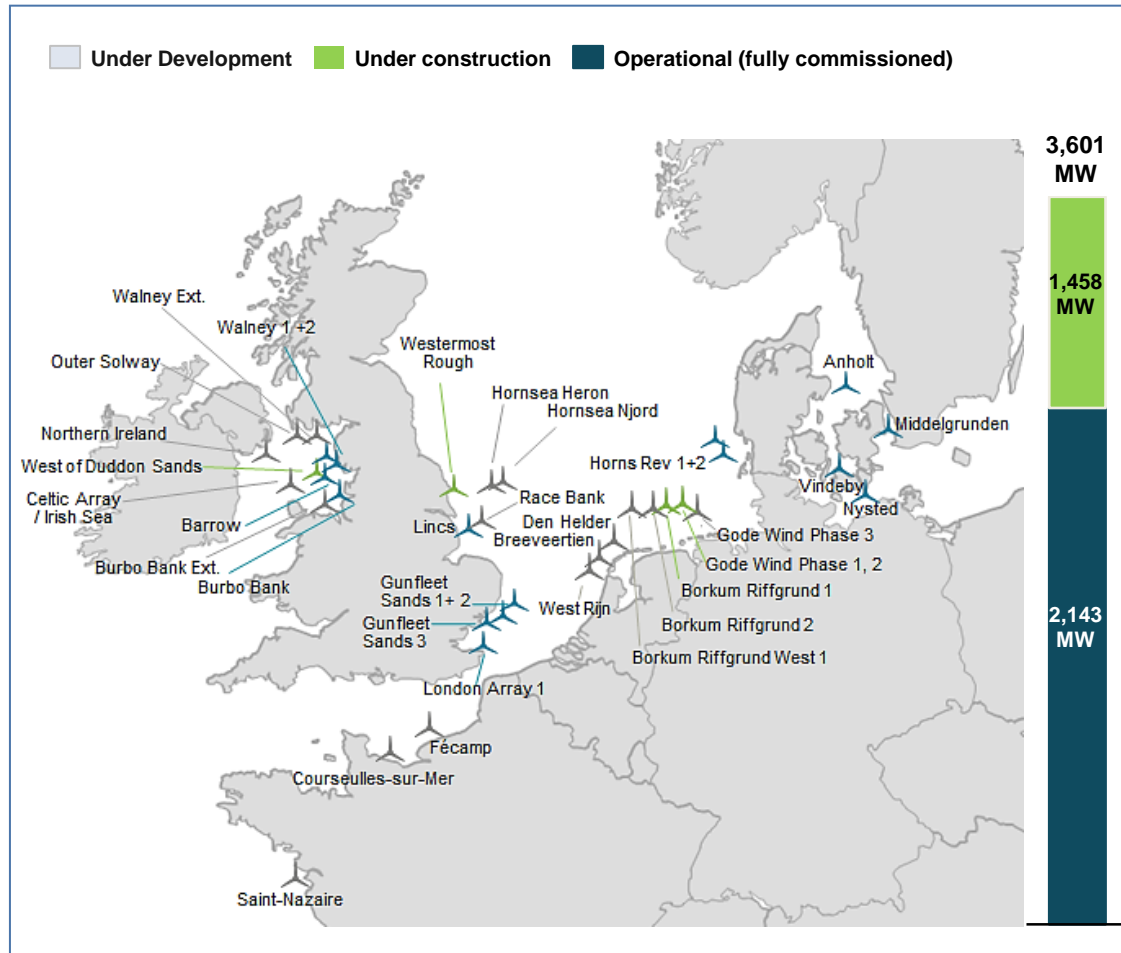 Under Development Under construction Operational (fully commissioned)
3,601
MW
1,458
MW
2,143
MW
Walney Ext.
Walney 1 +2
Outer Solway
Northern Ireland
West of Duddon Sands
Celtic Array
/ Irish Sea
Barrow
Burbo Bank Ext.
Burbo Bank
Westermost
Rough
Hornsea Heron
Hornsea Njord
Race Bank
Lincs
Den Helder
Breeveertien
Gunfleet
Sands 1+ 2
Gunfleet
Sands 3
West Rijn
London Array 1
Horns Rev 1+2
Anholt
Middelgrunden
Vindeby
Nysted
Gode Wind Phase 3
Gode Wind Phase 1, 2
Borkum Riffgrund 1
Borkum Riffgrund 2
Borkum Riffgrund West 1
Fécamp
Courseulles-sur-Mer
Saint-Nazaire